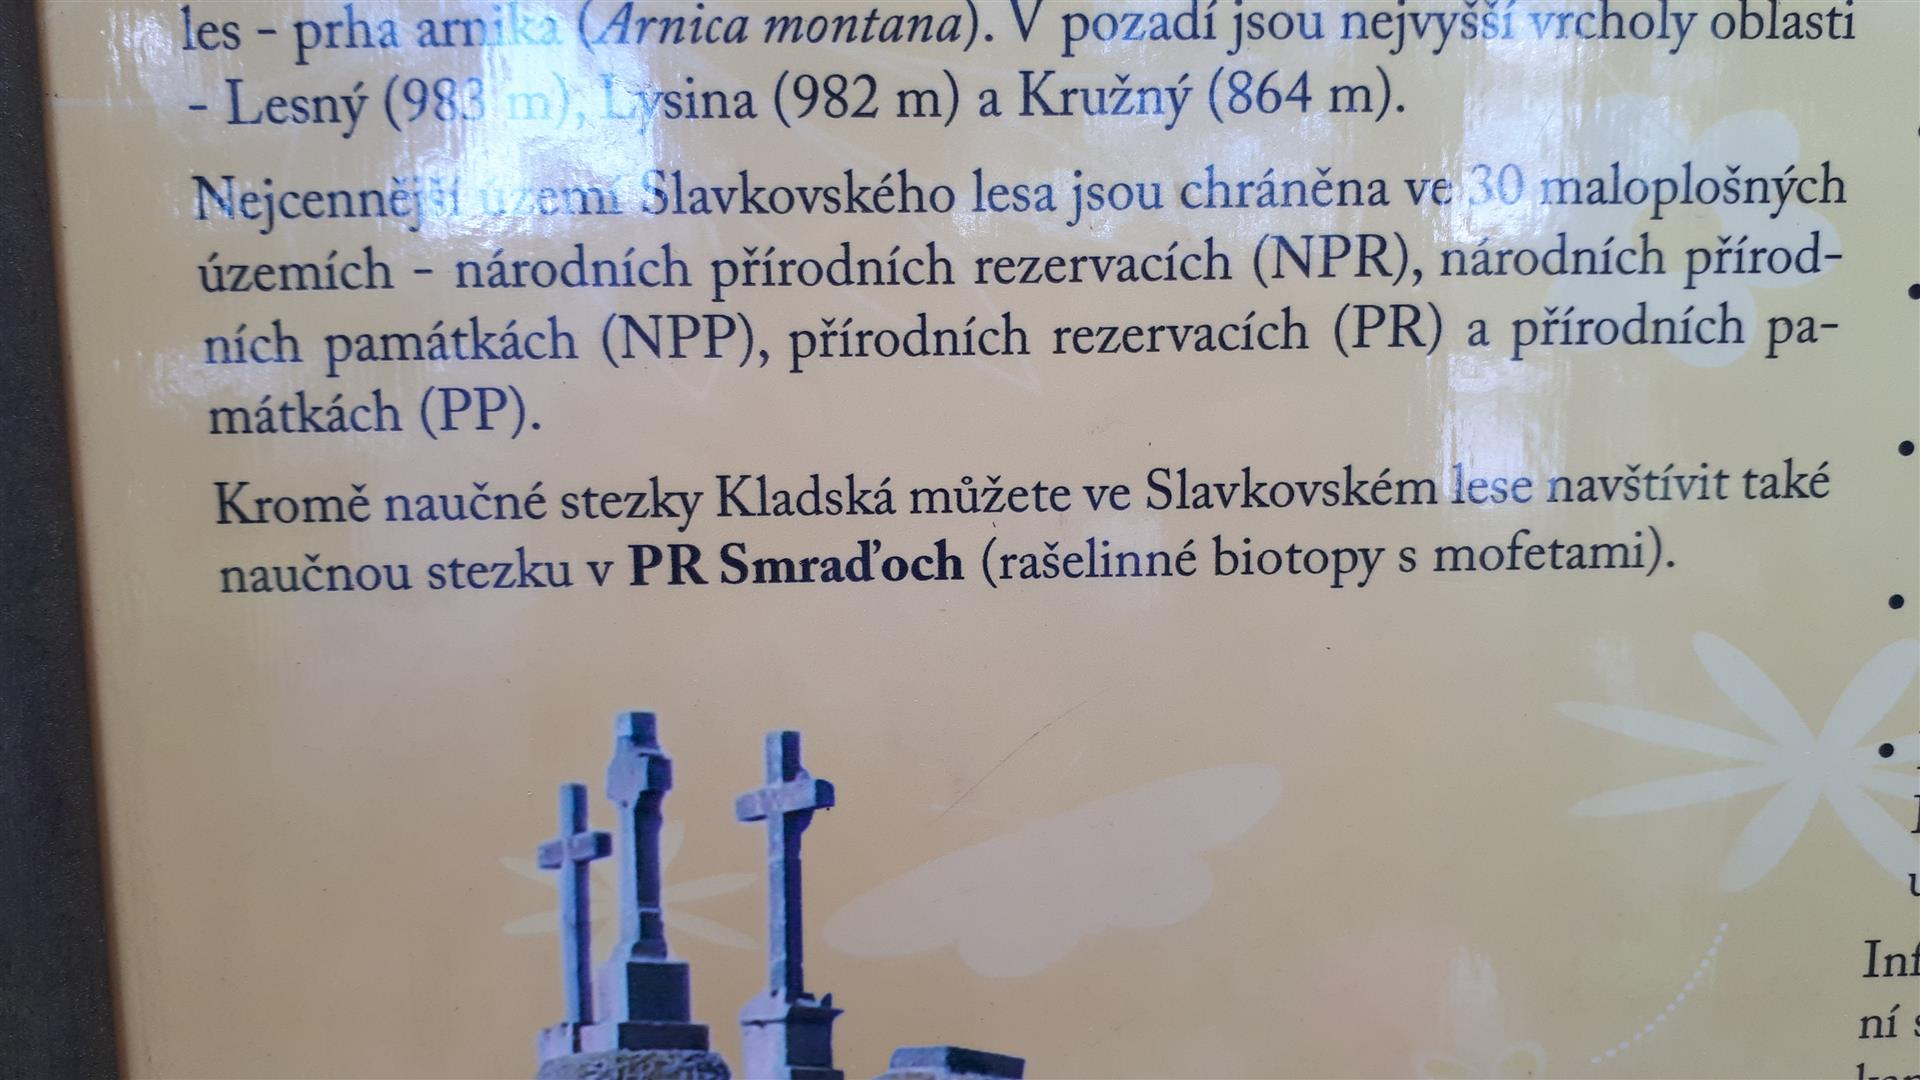 les - prha arnika (Arnica montana). V pozadí jsou nejvyšší vrcholy oblasti
- Lesný (983 m), Lysina (982 m) a Kružný (864 m).
Nejcennější území Slavkovského lesa jsou chráněna ve 30 maloplošných
územích - národních přírodních rezervacích (NPR), národních přírod-
ních památkách (NPP), přírodních rezervacích (PR) a přírodních pa-
mátkách (PP).
Kromě naučné stezky Kladská můžete ve Slavkovském lese navštívit také
naučnou stezku v PR Smraďoch (rašelinné biotopy s mofetami).
Inf
ní